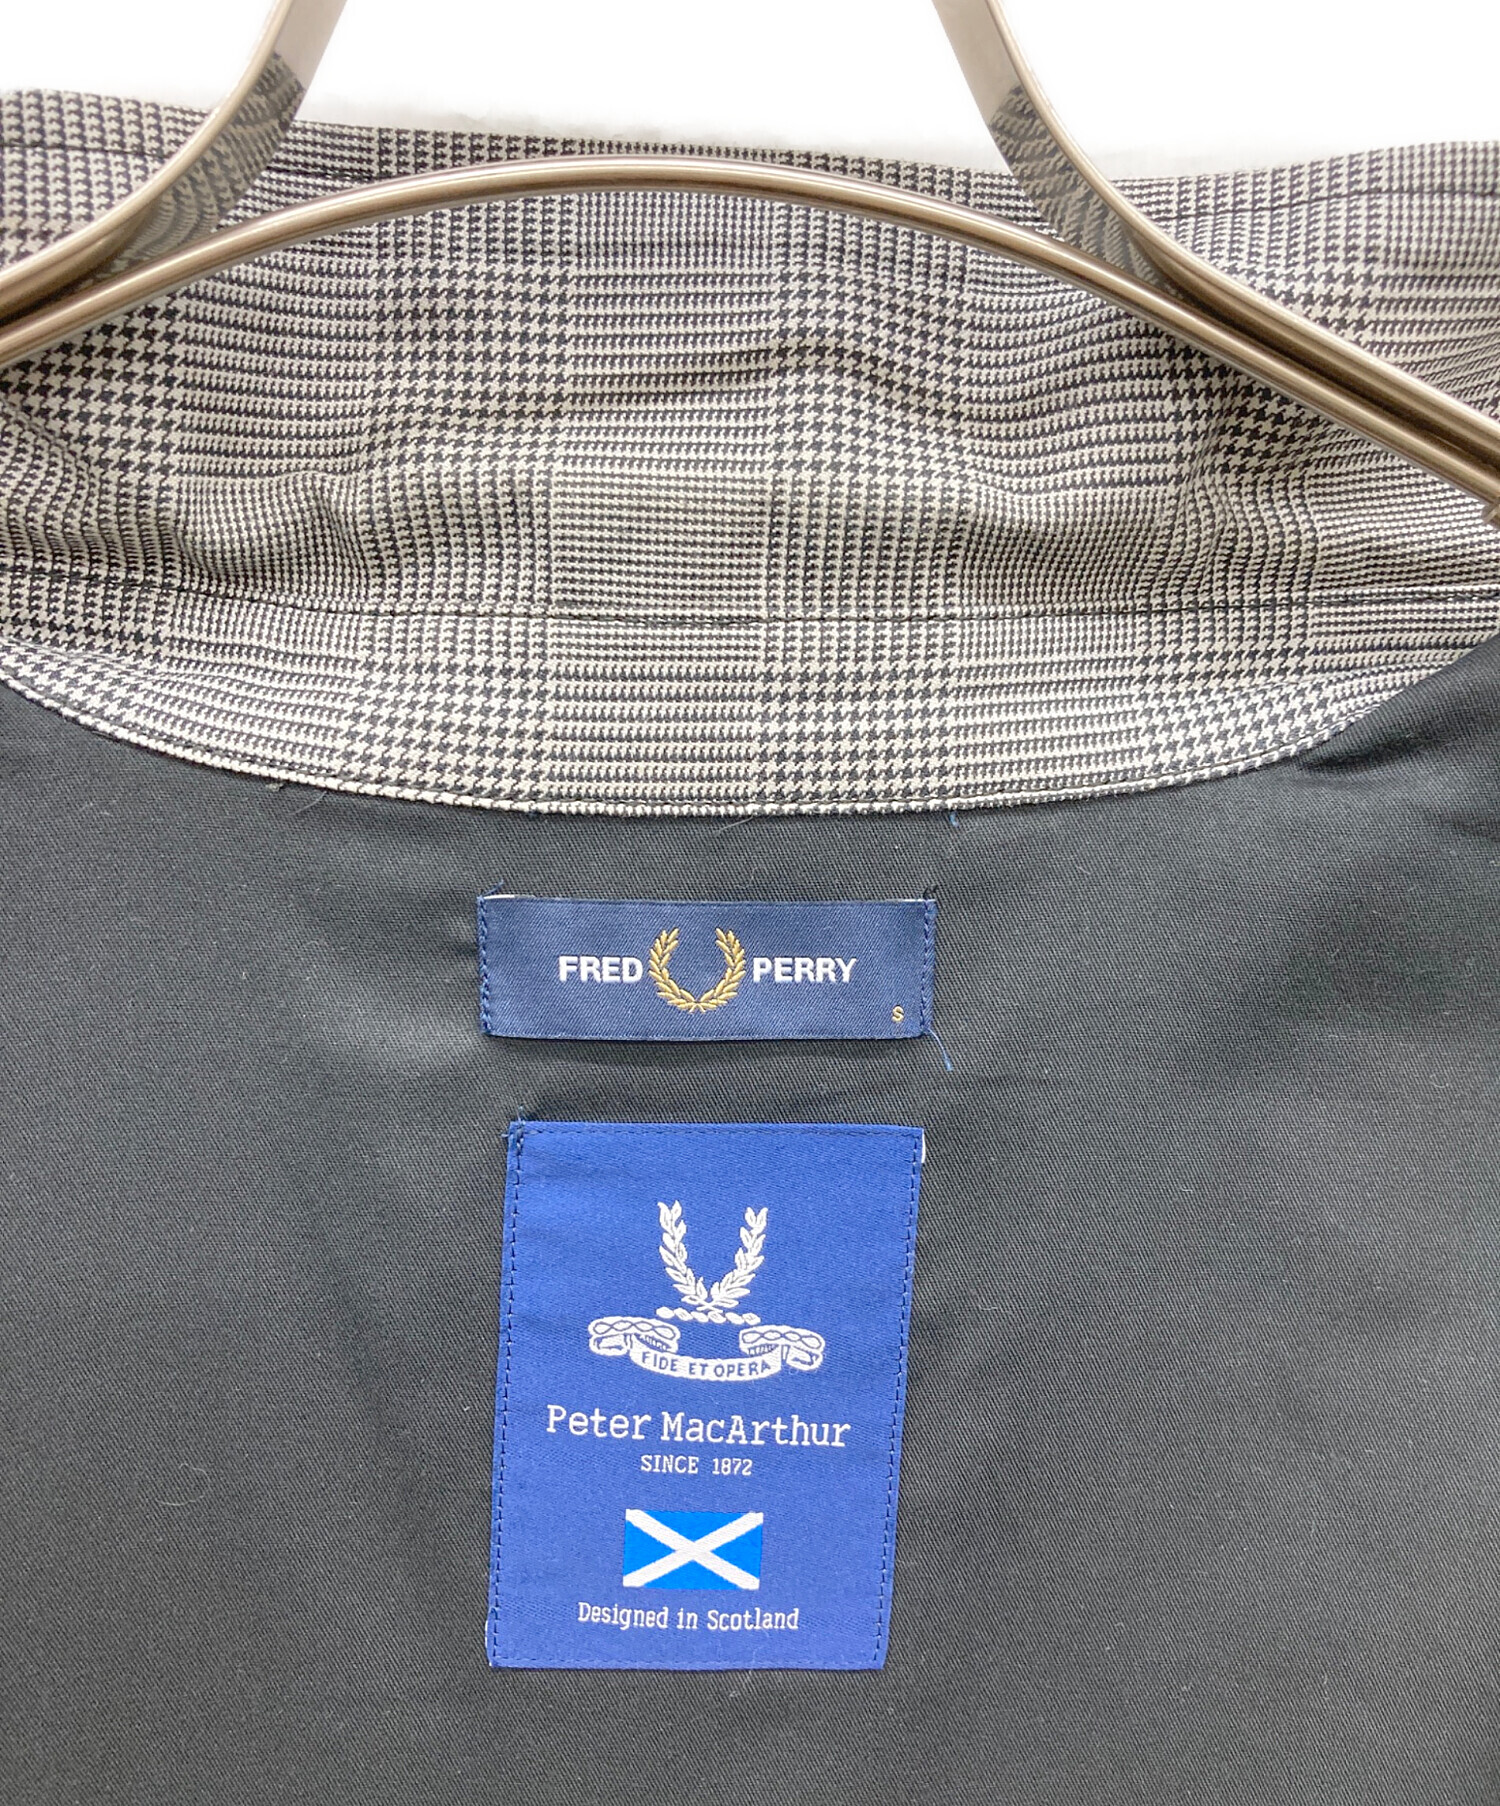 FRED PERRY
S
FIDE ET OPERA
Peter MacArthur
SINCE 1872
Designed in Scotland